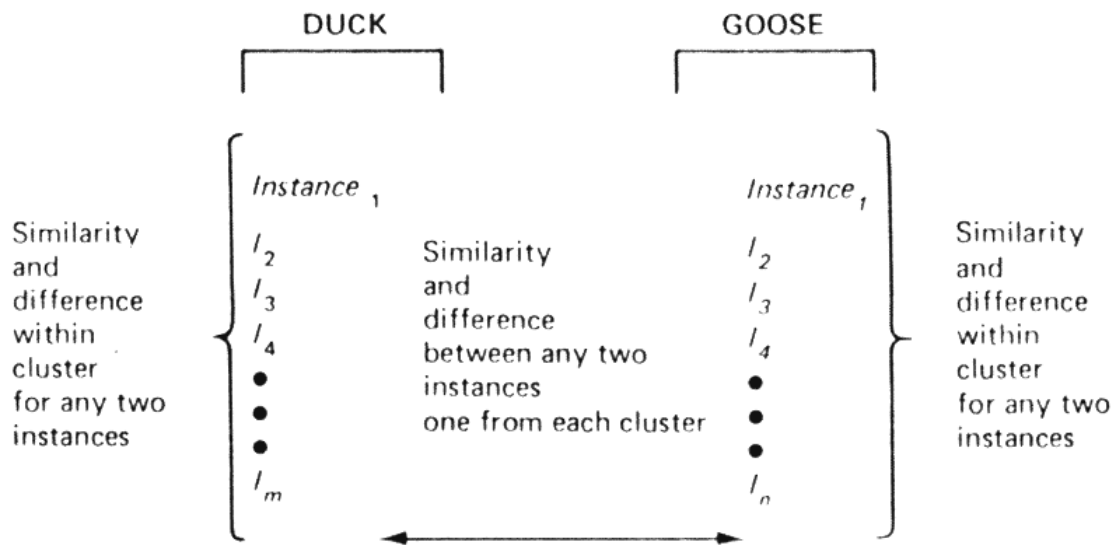 DUCK
GOOSE
Similarity
and
difference
within
cluster
for any two
instances
Instance 1
I2
I3
I4
●
●
●
Im
Similarity
and
difference
between any two
instances
one from each cluster
Instance1
I2
I3
I4
●
●
●
In
Similarity
and
difference
within
cluster
for any two
instances